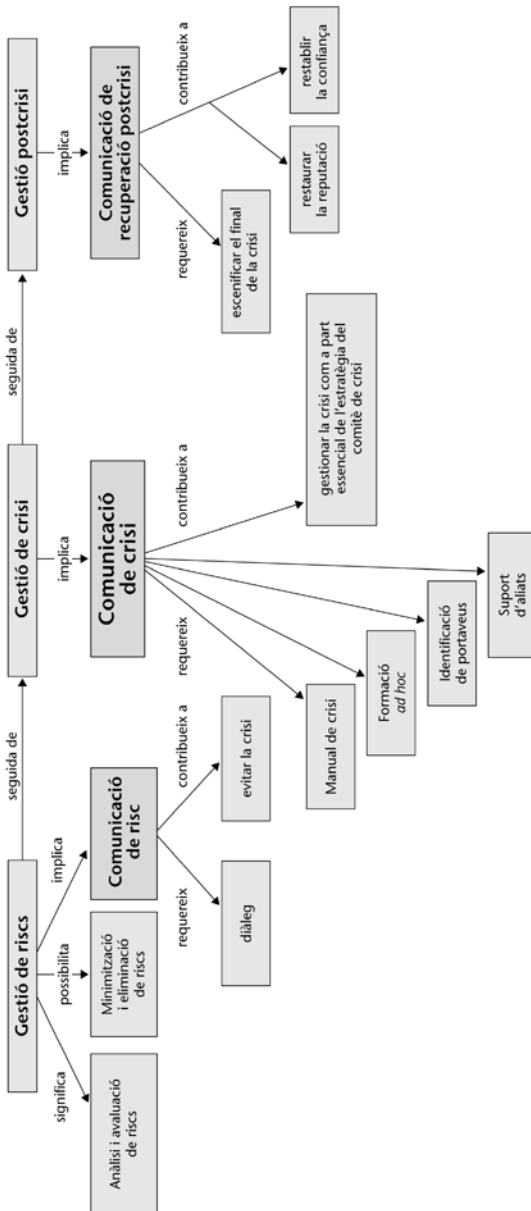 Gestió de riscs
seguida de
Gestió de crisi
seguida de
Gestió postcrisi
significa
possibilita
implica
implica
implica
Anàlisi i avaluació
de riscs
Minimització
i eliminació
de riscs
Comunicació
de risc
Comunicació
de crisi
Comunicació de
recuperació postcrisi
requereix
contribueix a
requereix
contribueix a
requereix
contribueix a
diàleg
evitar la crisi
Manual de crisi
Formació
ad hoc
Identificació
de portaveus
Suport
d'aliats
gestionar la crisi com a part
essencial de l'estratègia del
comitè de crisi
escenificar el final
de la crisi
restaurar
la reputació
restablir
la confiança